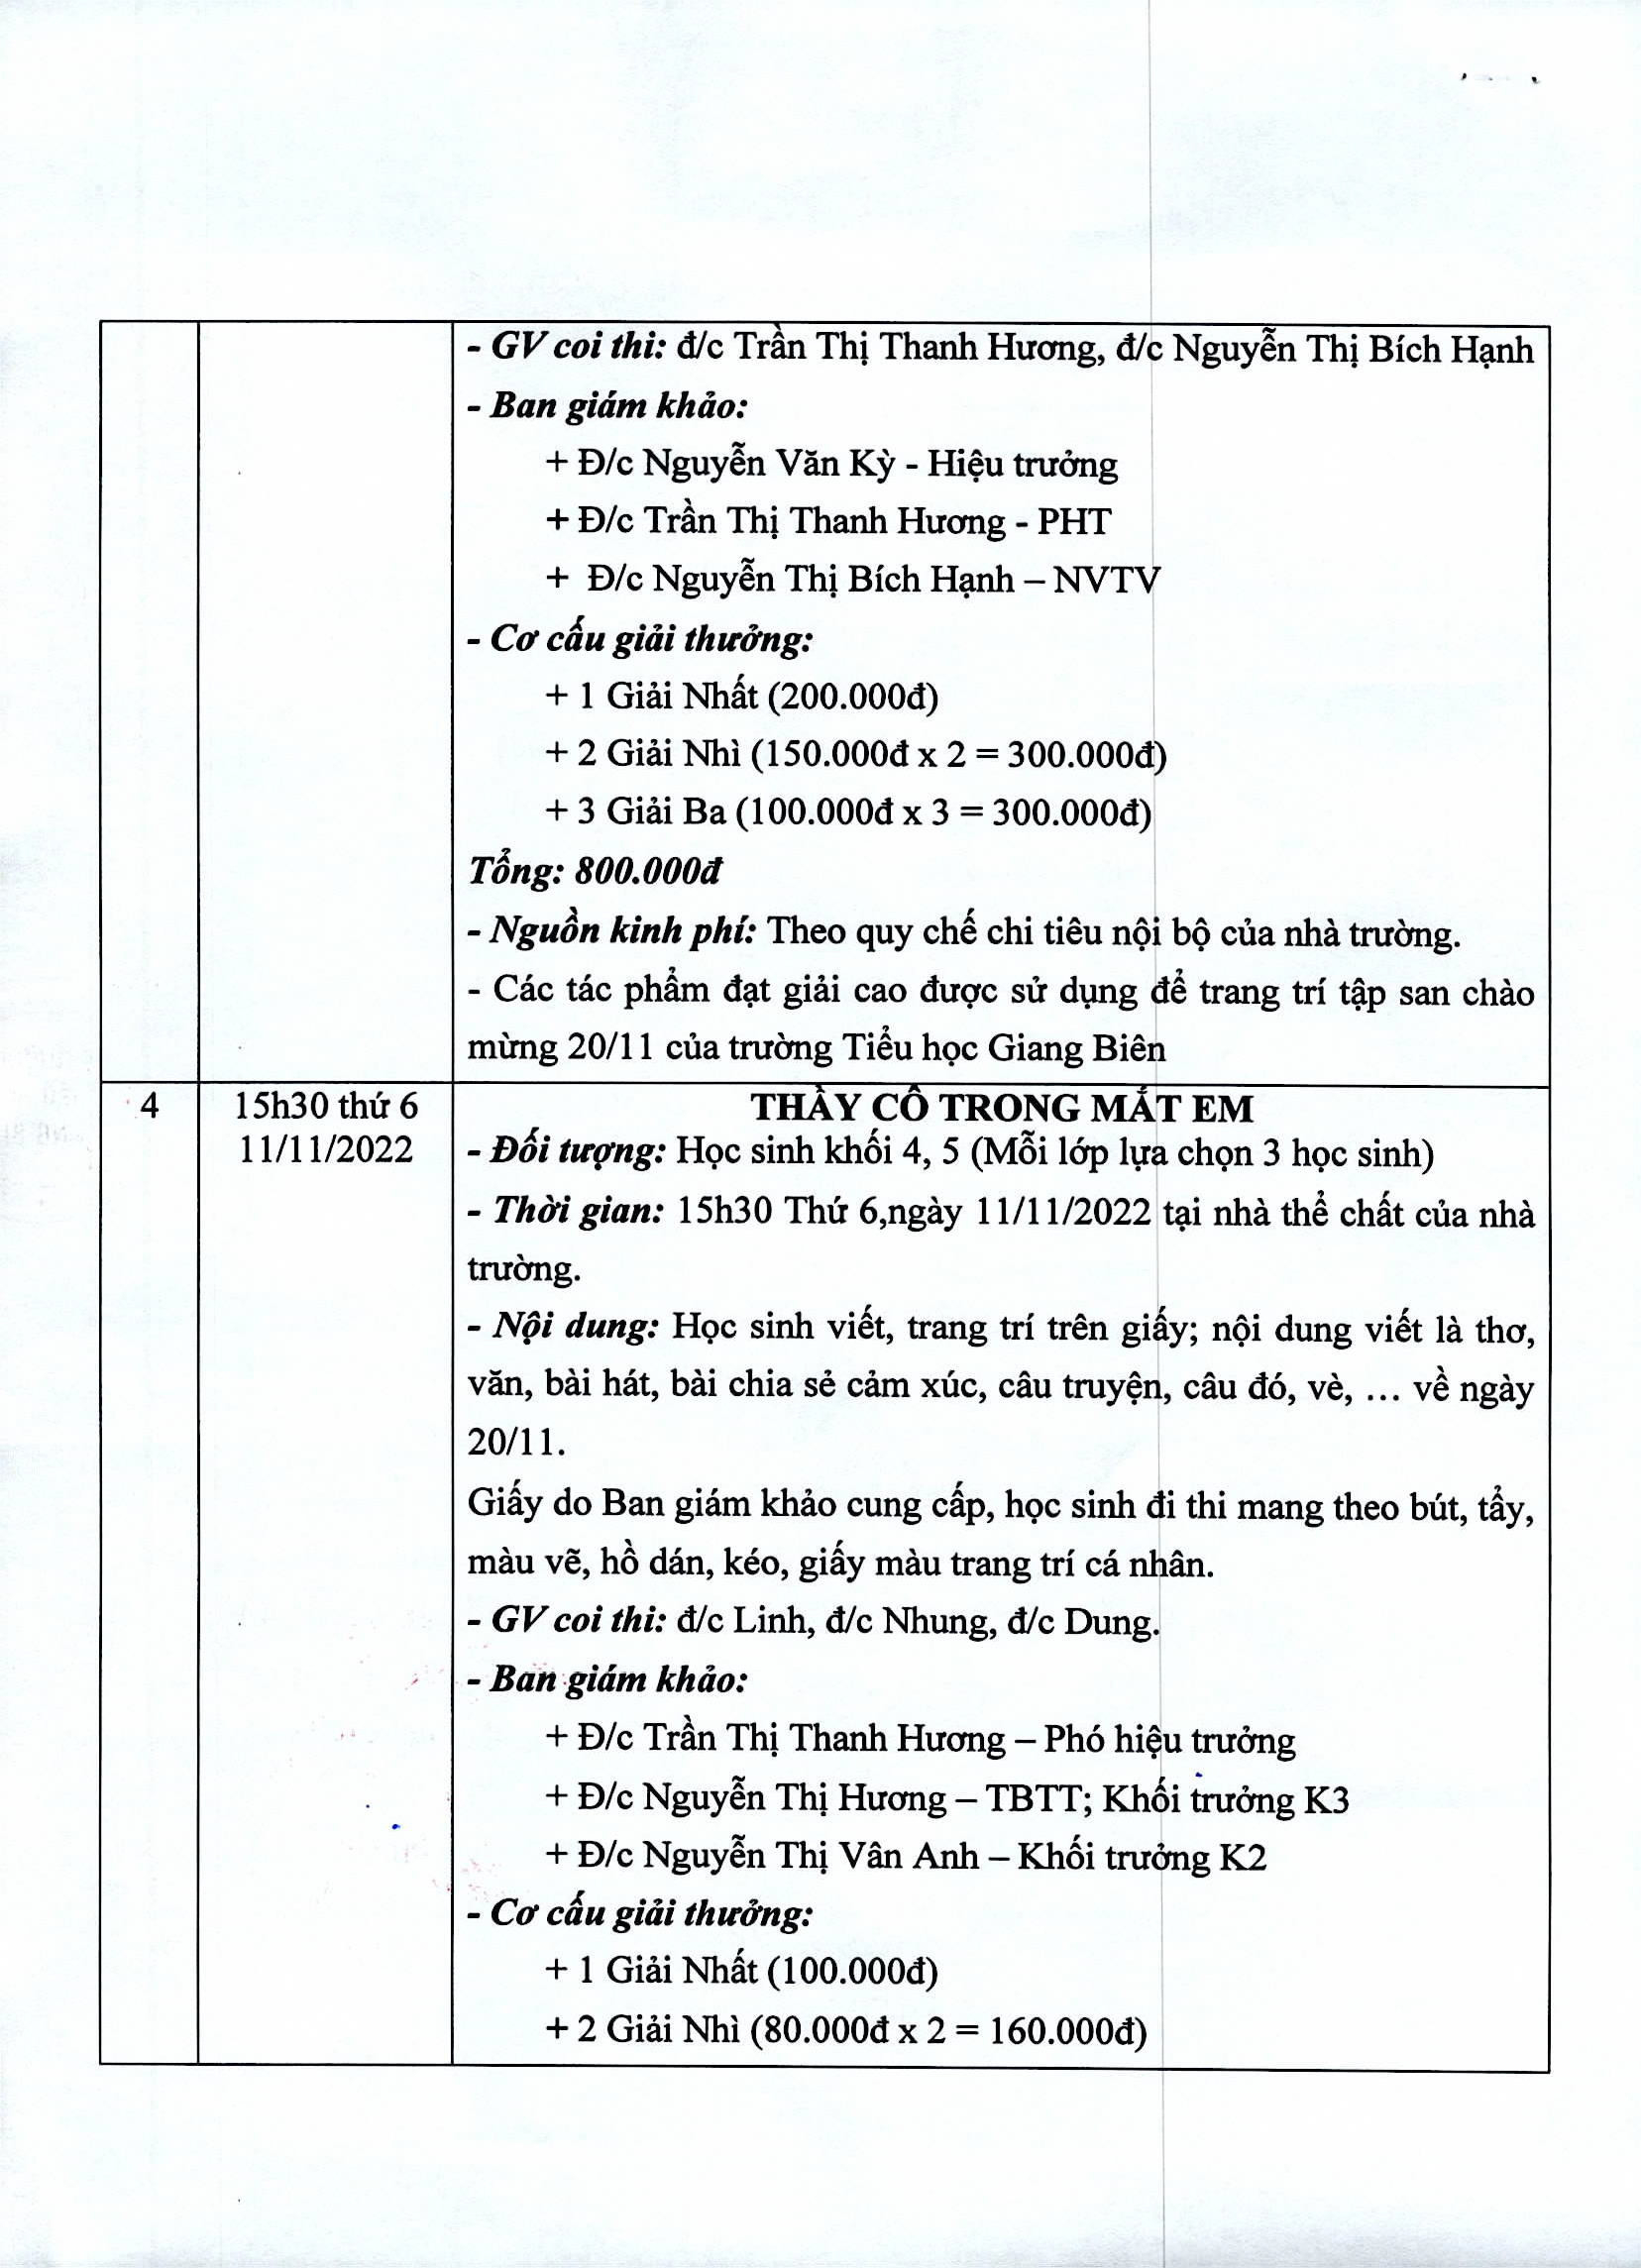 - GV coi thi: đ/c Trần Thị Thanh Hương, đ/c Nguyễn Thị Bích Hạnh
- Ban giám khảo:
+ Đ/c Nguyễn Văn Kỳ - Hiệu trưởng
+ Đ/c Trần Thị Thanh Hương - PHT
+ Đ/c Nguyễn Thị Bích Hạnh – NVTV
- Cơ cấu giải thưởng:
+ 1 Giải Nhất (200.000đ)
+ 2 Giải Nhì (150.000đ x 2 = 300.000đ)
+ 3 Giải Ba (100.000đ x 3 = 300.000đ)
Tổng: 800.000đ
- Nguồn kinh phí: Theo quy chế chi tiêu nội bộ của nhà trường.
- Các tác phẩm đạt giải cao được sử dụng để trang trí tập san chào
mừng 20/11 của trường Tiểu học Giang Biên
4
15h30 thứ 6
11/11/2022
THẦY CÔ TRONG MẮT EM
- Đối tượng: Học sinh khối 4, 5 (Mỗi lớp lựa chọn 3 học sinh)
- Thời gian: 15h30 Thứ 6,ngày 11/11/2022 tại nhà thể chất của nhà
trường.
- Nội dung: Học sinh viết, trang trí trên giấy; nội dung viết là thơ,
văn, bài hát, bài chia sẻ cảm xúc, câu truyện, câu đó, vè, … về ngày
20/11.
Giấy do Ban giám khảo cung cấp, học sinh đi thi mang theo bút, tẩy,
màu vẽ, hồ dán, kéo, giấy màu trang trí cá nhân.
- GV coi thi: đ/c Linh, đ/c Nhung, đ/c Dung.
- Ban giám khảo:
+ Đ/c Trần Thị Thanh Hương – Phó hiệu trưởng
+ Đ/c Nguyễn Thị Hương – TBTT; Khối trưởng K3
+ Đ/c Nguyễn Thị Vân Anh – Khối trưởng K2
- Cơ cấu giải thưởng:
+ 1 Giải Nhất (100.000đ)
+ 2 Giải Nhì (80.000đ x 2 = 160.000đ)